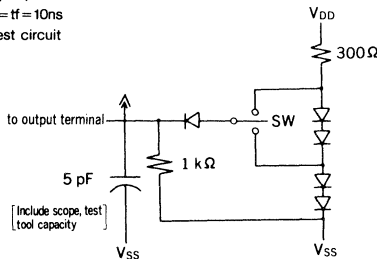 = tf = 10ns
est circuit
VDD
300Ω
to output terminal
SW
1 kΩ
5 pF
[Include scope, test
tool capacity]
VSS
VSS